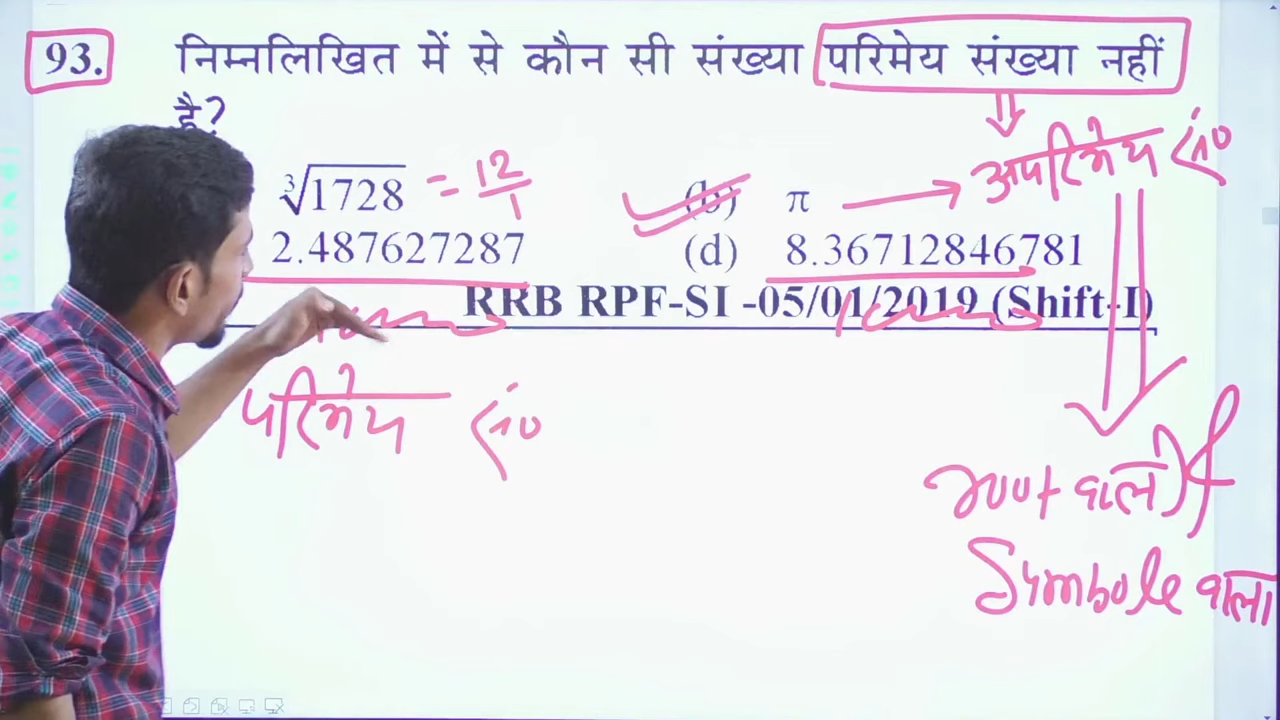 93. निम्नलिखित में से कौन सी संख्या परिमेय संख्या नहीं
है?
∛1728 = 12/1 (b) π → अपरिमेय सं०
2.487627287 (d) 8.36712846781
RRB RPF-SI -05/01/2019 (Shift-I)
परिमेय सं०
root वाले
Symbole वाला